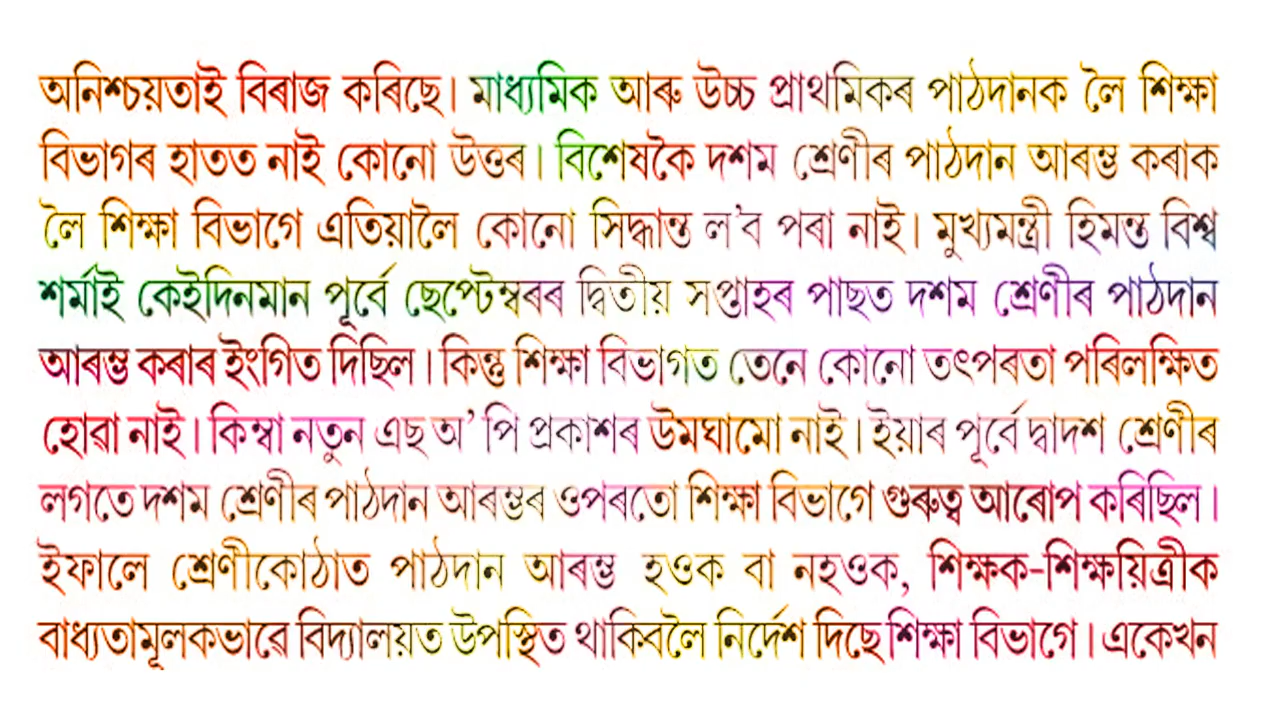 অনিশ্চয়তাই বিৰাজ কৰিছে। মাধ্যমিক আৰু উচ্চ প্ৰাথমিকৰ পাঠদানক লৈ শিক্ষা
বিভাগৰ হাতত নাই কোনো উত্তৰ। বিশেষকৈ দশম শ্ৰেণীৰ পাঠদান আৰম্ভ কৰাক
লৈ শিক্ষা বিভাগে এতিয়ালৈ কোনো সিদ্ধান্ত ল'ব পৰা নাই। মুখ্যমন্ত্ৰী হিমন্ত বিশ্ব
শৰ্মাই কেইদিনমান পূৰ্বে ছেপ্টেম্বৰৰ দ্বিতীয় সপ্তাহৰ পাছত দশম শ্ৰেণীৰ পাঠদান
আৰম্ভ কৰাৰ ইংগিত দিছিল। কিন্তু শিক্ষা বিভাগত তেনে কোনো তৎপৰতা পৰিলক্ষিত
হোৱা নাই। কিম্বা নতুন এছ অ' পি প্ৰকাশৰ উমঘামো নাই। ইয়াৰ পূৰ্বে দ্বাদশ শ্ৰেণীৰ
লগতে দশম শ্ৰেণীৰ পাঠদান আৰম্ভৰ ওপৰতো শিক্ষা বিভাগে গুৰুত্ব আৰোপ কৰিছিল।
ইফালে শ্ৰেণীকোঠাত পাঠদান আৰম্ভ হওক বা নহওক, শিক্ষক-শিক্ষয়িত্ৰীক
বাধ্যতামূলকভাৱে বিদ্যালয়ত উপস্থিত থাকিবলৈ নিৰ্দেশ দিছে শিক্ষা বিভাগে। একেখন